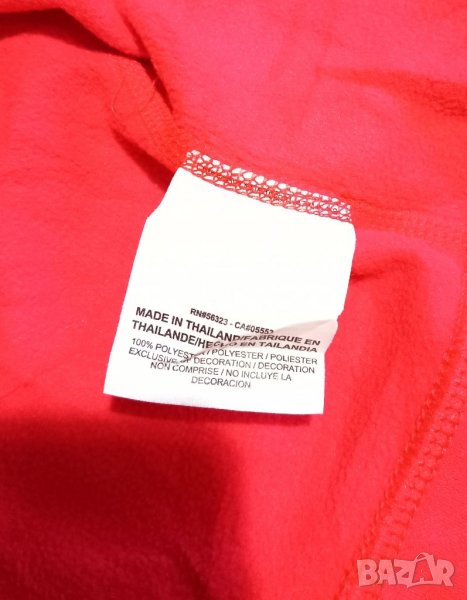 RN#56323 - CA#05553
MADE IN THAILAND/FABRIQUE EN
THAILANDE/HECHO EN TAILANDIA
100% POLYESTER / POLYESTER / POLIESTER
EXCLUSIVE OF DECORATION / DECORATION
NON COMPRISE / NO INCLUYE LA
DECORACION
BAZAR